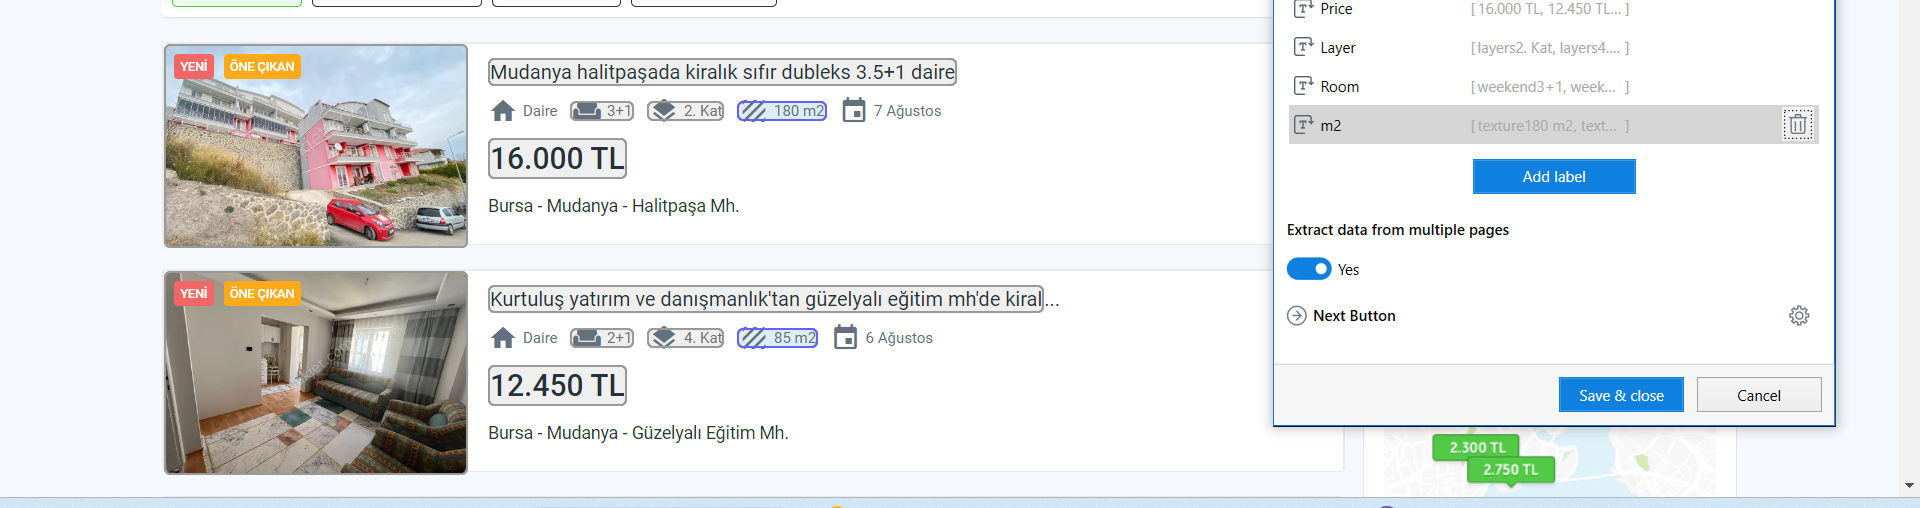 YENİ
ÖNE ÇIKAN
Mudanya halitpaşada kiralık sıfır dubleks 3.5+1 daire
Daire 3+1 2. Kat 180 m2 7 Ağustos
16.000 TL
Bursa - Mudanya - Halitpaşa Mh.
YENİ
ÖNE ÇIKAN
Kurtuluş yatırım ve danışmanlık'tan güzelyalı eğitim mh'de kiral...
Daire 2+1 4. Kat 85 m2 6 Ağustos
12.450 TL
Bursa - Mudanya - Güzelyalı Eğitim Mh.
Price [ 16.000 TL, 12.450 TL... ]
Layer [ layers2. Kat, layers4.... ]
Room [ weekend3+1, week... ]
m2 [ texture180 m2, text... ]
Add label
Extract data from multiple pages
Yes
Next Button
Save & close
Cancel
2.300 TL
2.750 TL